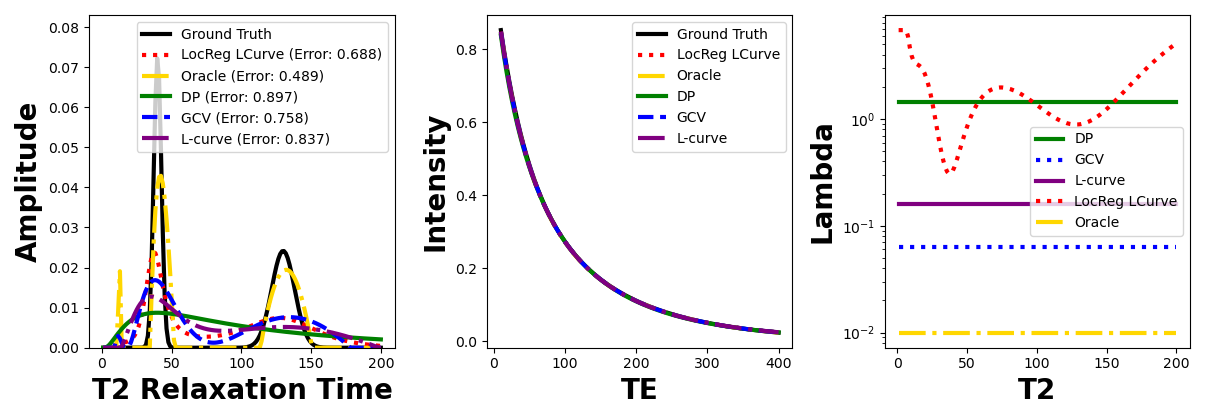 0.08
0.07
0.06
0.05
0.04
0.03
0.02
0.01
0.00
Amplitude
0
50
100
150
200
T2 Relaxation Time
Ground Truth
LocReg LCurve (Error: 0.688)
Oracle (Error: 0.489)
DP (Error: 0.897)
GCV (Error: 0.758)
L-curve (Error: 0.837)
0.8
0.6
0.4
0.2
0.0
Intensity
0
100
200
300
400
TE
Ground Truth
LocReg LCurve
Oracle
DP
GCV
L-curve
10⁰
10⁻¹
10⁻²
Lambda
0
50
100
150
200
T2
DP
GCV
L-curve
LocReg LCurve
Oracle